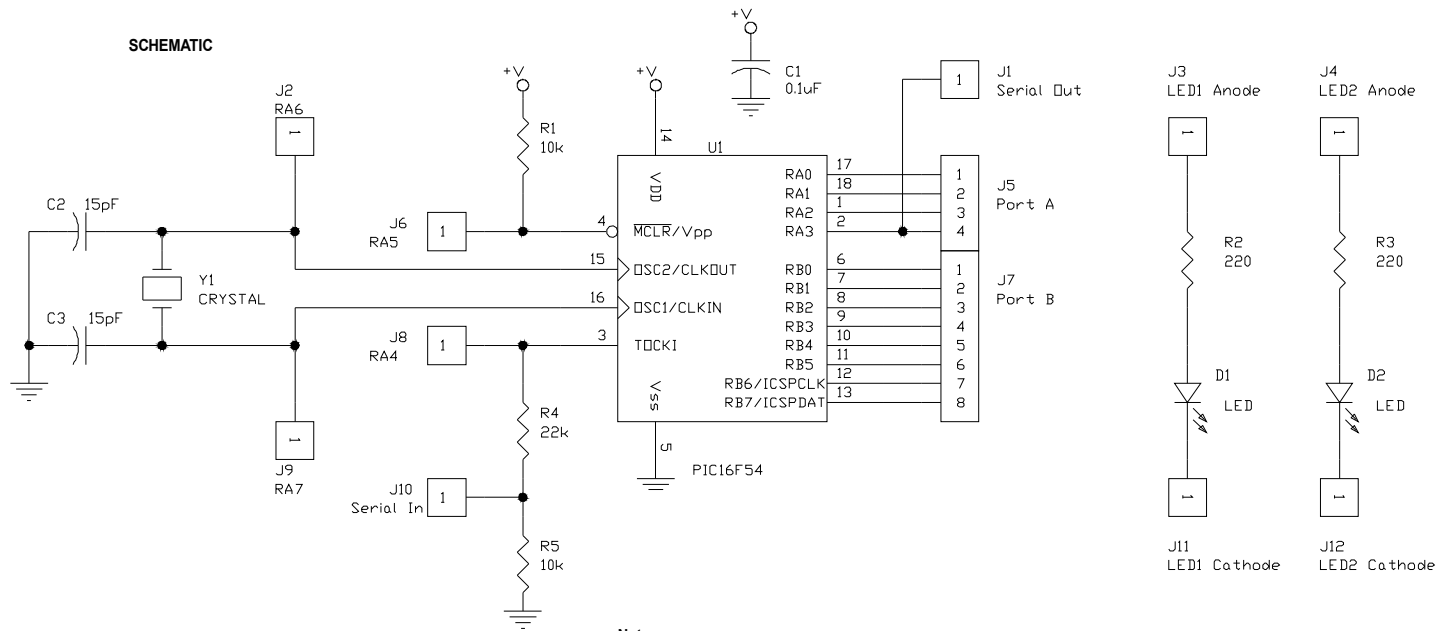 SCHEMATIC
+V
C1
0.1uF
+V
R1
10k
+V
14
U1
VDD
J2
RA6
1
1
J1
Serial Out
J3
LED1 Anode
1
J4
LED2 Anode
1
C2 15pF
Y1
CRYSTAL
C3 15pF
J6
RA5
1
4
MCLR/Vpp
15
OSC2/CLKOUT
16
OSC1/CLKIN
J8
RA4
1
3
TOCKI
Vss
5
PIC16F54
RA0 17 1
RA1 18 2
RA2 1 3
RA3 2 4
J5
Port A
RB0 6 1
RB1 7 2
RB2 8 3
RB3 9 4
RB4 10 5
RB5 11 6
RB6/ICSPCLK 12 7
RB7/ICSPDAT 13 8
J7
Port B
R2
220
R3
220
D1
LED
D2
LED
R4
22k
1
J9
RA7
J10
Serial In
1
R5
10k
1
J11
LED1 Cathode
1
J12
LED2 Cathode